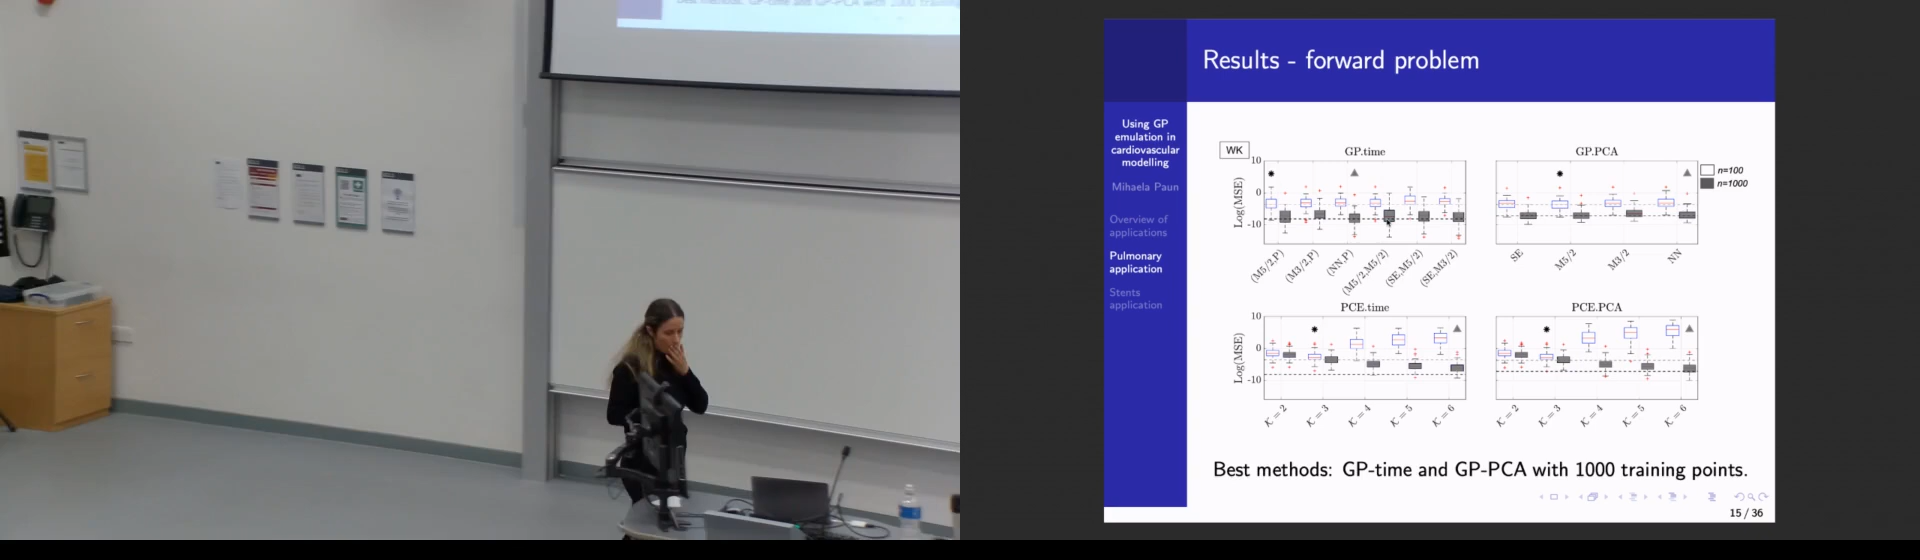 Results - forward problem
Using GP
emulation in
cardiovascular
modelling
Mihaela Paun
Overview of
applications
Pulmonary
application
Stents
application
WK
GP.time
10
0
-10
Log(MSE)
(M5/2,P)
(M3/2,P)
(NN,P)
(M5/2,M5/2)
(SE,M5/2)
(SE,M3/2)
GP.PCA
SE
M5/2
M3/2
NN
n=100
n=1000
PCE.time
10
0
-10
Log(MSE)
K = 2
K = 3
K = 4
K = 5
K = 6
PCE.PCA
K = 2
K = 3
K = 4
K = 5
K = 6
Best methods: GP-time and GP-PCA with 1000 training points.
15 / 36